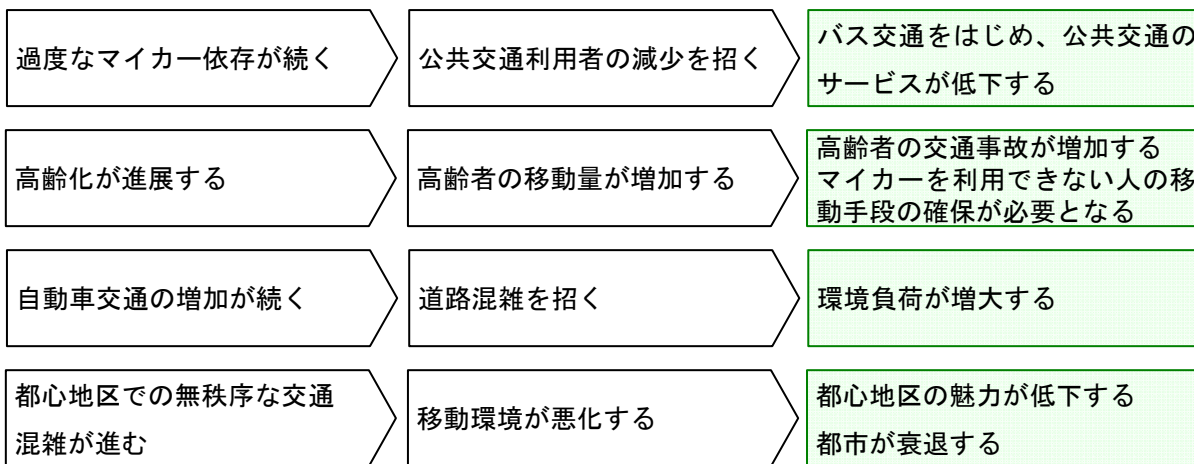 過度なマイカー依存が続く
公共交通利用者の減少を招く
バス交通をはじめ、公共交通の
サービスが低下する
高齢化が進展する
高齢者の移動量が増加する
高齢者の交通事故が増加する
マイカーを利用できない人の移
動手段の確保が必要となる
自動車交通の増加が続く
道路混雑を招く
環境負荷が増大する
都心地区での無秩序な交通
混雑が進む
移動環境が悪化する
都心地区の魅力が低下する
都市が衰退する